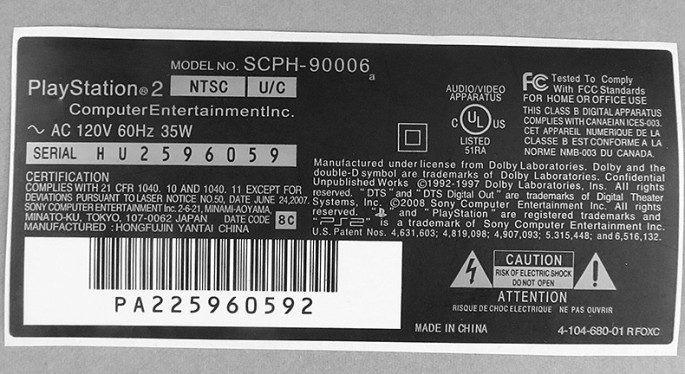 MODEL NO. SCPH-90006 a
PlayStation®2 NTSC U/C
ComputerEntertainmentInc.
~ AC 120V 60Hz 35W
SERIAL HU2596059
CERTIFICATION
COMPLIES WITH 21 CFR 1040. 10 AND 1040. 11 EXCEPT FOR
DEVIATIONS PURSUANT TO LASER NOTICE NO.50, DATE JUNE 24,2007.
SONY COMPUTER ENTERTAINMENT INC. 2-6-21, MINAMI-AOYAMA,
MINATO-KU, TOKYO, 107-0062 JAPAN DATE CODE 8C
MANUFACTURED : HONGFUJIN YANTAI CHINA
PA225960592
AUDIO/VIDEO
APPARATUS
C UL US
LISTED
51RA
FC Tested To Comply
With FCC Standards
FOR HOME OR OFFICE USE
THIS CLASS B DIGITAL APPARATUS
COMPLIES WITH CANAEIAN ICES-003.
CET APPAREIL NUMERIQUE DE LA
CLASSE B EST CONFORME A LA
NORME NMB-003 DU CANADA.
Manufactured under license from Dolby Laboratories. Dolby and the
double-D symbol are trademarks of Dolby Laboratories. Confidential
Unpublished Works ©1992-1997 Dolby Laboratories, Inc. All rights
reserved. "DTS" and "DTS Digital Out" are trademarks of Digital Theater
Systems, Inc. ©2008 Sony Computer Entertainment Inc. All rights
reserved. "PS" and "PlayStation" are registered trademarks and
"PS2" is a trademark of Sony Computer Entertainment Inc.
U.S. Patent Nos. 4,631,603; 4,819,098; 4,907,093; 5,315,448; and 6,516,132.
CAUTION
RISK OF ELECTRIC SHOCK
DO NOT OPEN
ATTENTION
RISQUE DE CHOC ELECTRIQUE NE PAS OUVRIR
MADE IN CHINA
4-104-680-01 R FOXC